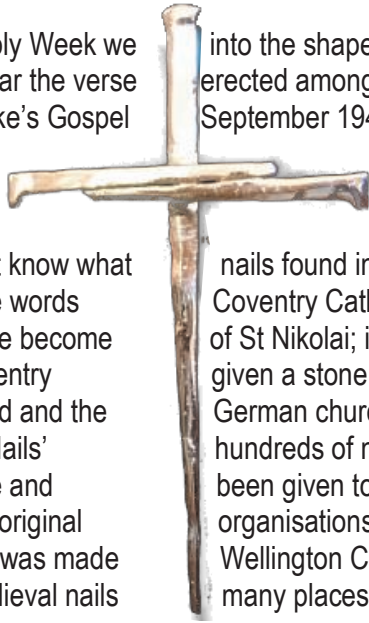 oly Week we
ar the verse
ke's Gospel
t know what
e words
e become
entry
d and the
Nails'
e and
original
was made
dieval nails
into the shape
erected among
September 194
nails found in
Coventry Cath
of St Nikolai; i
given a stone
German churc
hundreds of
been given to
organisations
Wellington C
many places